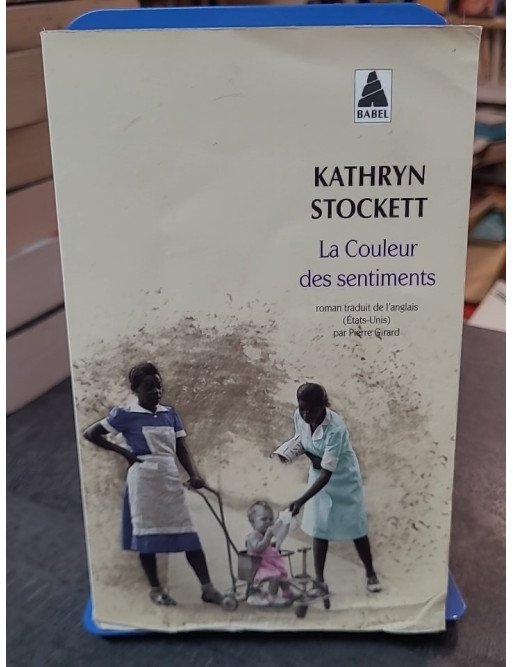 BABEL
KATHRYN
STOCKETT
La Couleur
des sentiments
roman traduit de l'anglais
(États-Unis)
par Pierre Girard